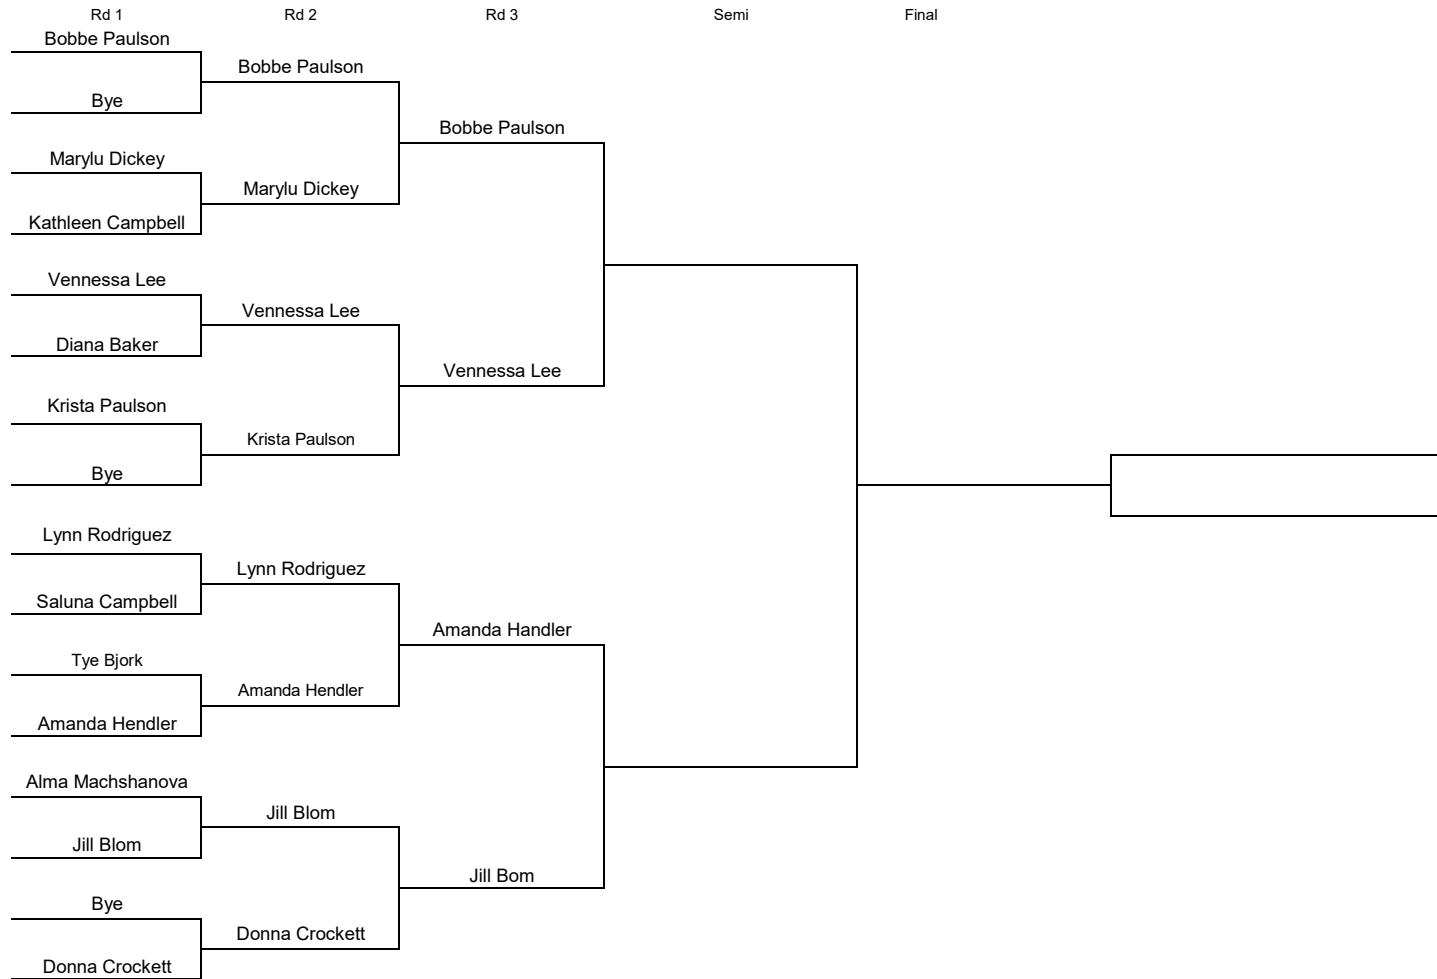 Rd 1 Rd 2 Rd 3 Semi Final
Bobbe Paulson
Bobbe Paulson
Bye
Bobbe Paulson
Marylu Dickey
Marylu Dickey
Kathleen Campbell
Vennessa Lee
Vennessa Lee
Diana Baker
Vennessa Lee
Krista Paulson
Krista Paulson
Bye
Lynn Rodriguez
Lynn Rodriguez
Saluna Campbell
Amanda Handler
Tye Bjork
Amanda Hendler
Amanda Hendler
Alma Machshanova
Jill Blom
Jill Blom
Jill Bom
Bye
Donna Crockett
Donna Crockett